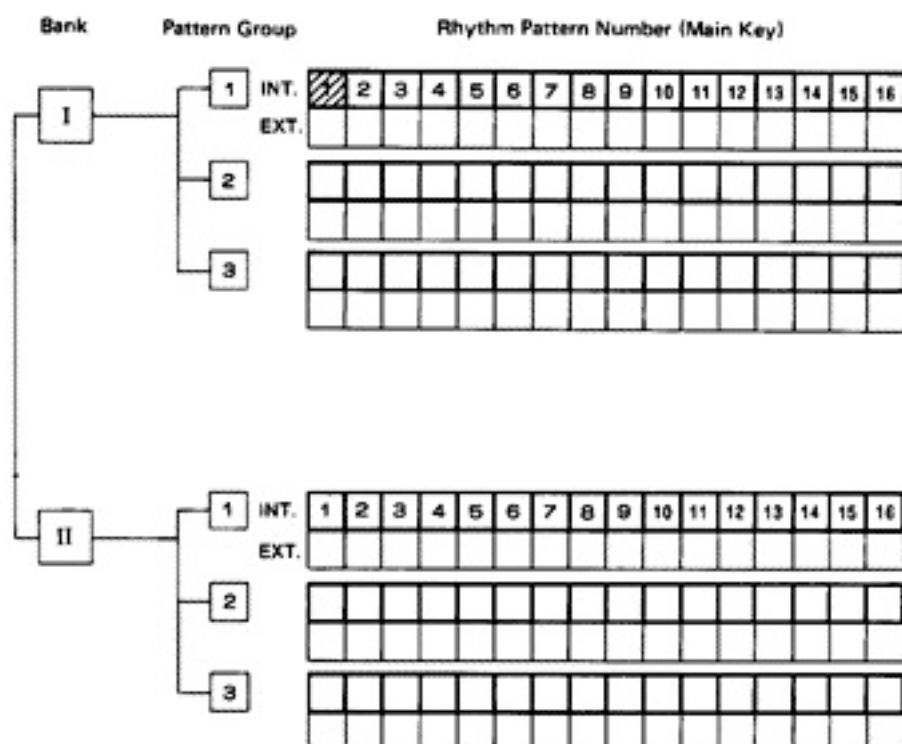 Bank Pattern Group Rhythm Pattern Number (Main Key)
I 1 INT. 1 2 3 4 5 6 7 8 9 10 11 12 13 14 15 16
EXT.
2
3
II 1 INT. 1 2 3 4 5 6 7 8 9 10 11 12 13 14 15 16
EXT.
2
3